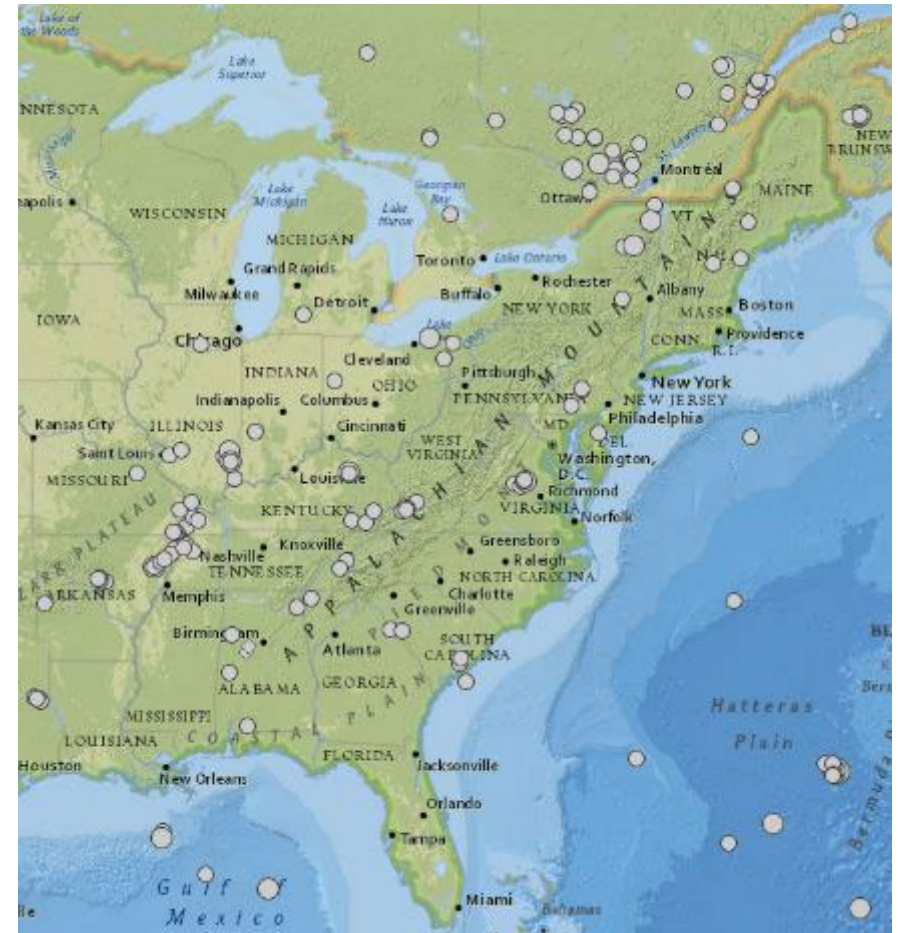 Lake of
the Woods
Lake
Superior
NNESOTA
Mississippi
St. Lawrence
NEW
BRUNSW
Montréal
Ottawa
MAINE
eapolis
WISCONSIN
Lake
Michigan
Georgian
Bay
Lake
Huron
VT
N.H.
MICHIGAN
Toronto
Lake Ontario
Grand Rapids
Rochester
Milwaukee
Detroit
Buffalo
Albany
NEW YORK
MASS
Boston
IOWA
Chicago
Lake
CONN
Providence
R.I.
Cleveland
INDIANA
OHIO
Pittsburgh
New York
PENNSYLVANIA
NEW JERSEY
Indianapolis
Columbus
Philadelphia
Kansas City
ILLINOIS
Cincinnati
MD
DEL
WEST
VIRGINIA
Washington,
D.C.
Saint Louis
MISSOURI
Louisville
Richmond
VIRGINIA
KENTUCKY
Norfolk
ARK PLATEAU
Nashville
Knoxville
Greensboro
TENNESSEE
Raleigh
NORTH CAROLINA
ARKANSAS
Memphis
Charlotte
Greenville
APPALACHIAN MOUNTAINS
PIEDMONT
Birmingham
Atlanta
SOUTH
CAROLINA
ALABAMA
GEORGIA
COASTAL PLAIN
MISSISSIPPI
LOUISIANA
Hatteras
Plain
BE
Berm
Houston
FLORIDA
Jacksonville
New Orleans
Orlando
Tampa
Bermuda
Gulf of
Mexico
lle
Miami
Bahamas